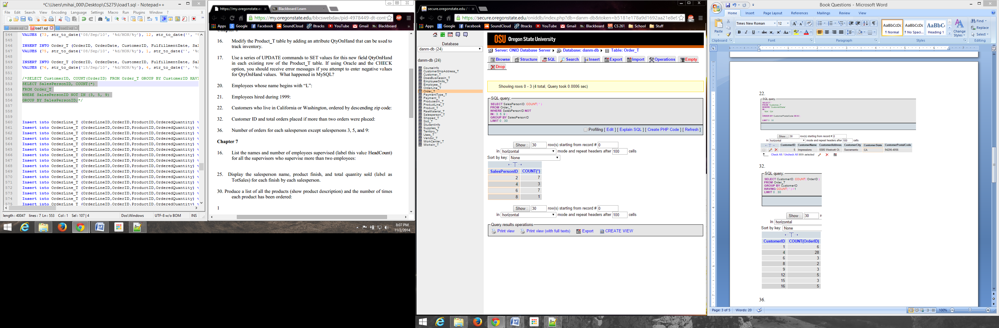 *C:\Users\mihai_000\Desktop\CS275\load1.sql - Notepad++
File Edit Search View Encoding Language Settings Macro Run Plugins Window ? X
create.sql load1.sql load2.sql
544 VALUES (73, str_to_date('08/Sep/10', '%d/MON/%y'), 12, str_to_date('',
545
546 INSERT INTO Order_T (OrderID, OrderDate, CustomerID, FulfillmentDate, Sal
547 VALUES (75, str_to_date('08/Sep/10', '%d/MON/%y'), 1, str_to_date('', '%d
548
549 INSERT INTO Order_T (OrderID, OrderDate, CustomerID, FulfillmentDate, Sal
550 VALUES (76, str_to_date('15/Sep/10', '%d/MON/%y'), 4, str_to_date('', '%d
551
552 /*SELECT CustomerID, COUNT(OrderID) FROM Order_T GROUP BY CustomerID HAVI
553 SELECT SalesPersonID, COUNT(*)
554 FROM Order_T
555 WHERE SalesPersonID NOT IN (3, 5, 9)
556 GROUP BY SalesPersonID;*/
557
558
559
560 Insert into OrderLine_T (OrderLineID,OrderID,ProductID,OrderedQuantity) v
561 Insert into OrderLine_T (OrderLineID,OrderID,ProductID,OrderedQuantity) v
562 Insert into OrderLine_T (OrderLineID,OrderID,ProductID,OrderedQuantity) v
563 Insert into OrderLine_T (OrderLineID,OrderID,ProductID,OrderedQuantity) v
564 Insert into OrderLine_T (OrderLineID,OrderID,ProductID,OrderedQuantity) v
565 Insert into OrderLine_T (OrderLineID,OrderID,ProductID,OrderedQuantity) v
566 Insert into OrderLine_T (OrderLineID,OrderID,ProductID,OrderedQuantity) v
567 Insert into OrderLine_T (OrderLineID,OrderID,ProductID,OrderedQuantity) v
568 Insert into OrderLine_T (OrderLineID,OrderID,ProductID,OrderedQuantity) v
569 Insert into OrderLine_T (OrderLineID,OrderID,ProductID,OrderedQuantity) v
570 Insert into OrderLine_T (OrderLineID,OrderID,ProductID,OrderedQuantity) v
571 Insert into OrderLine_T (OrderLineID,OrderID,ProductID,OrderedQuantity) v
572 Insert into OrderLine_T (OrderLineID,OrderID,ProductID,OrderedQuantity) v
573 Insert into OrderLine_T (OrderLineID,OrderID,ProductID,OrderedQuantity) v
574 Insert into OrderLine_T (OrderLineID,OrderID,ProductID,OrderedQuantity) v
575 Insert into OrderLine_T (OrderLineID,OrderID,ProductID,OrderedQuantity) v
length : 40047 lines : 7 Ln : 553 Col : 1 Sel : 107 | 4 Dos\Windows UTF-8 w/o BOM INS
https://my.oregonstate.ec Blackboard Learn
https://my.oregonstate.edu/bbcswebdav/pid-4978449-dt-cont ABP
Apps Google Facebook SoundCloud 8tracks YouTube Gmail Blackboard »
16. Modify the Product_T table by adding an attribute QtyOnHand that can be used to
track inventory.
17. Use a series of UPDATE commands to SET values for this new field QtyOnHand
in each existing row of the Product_T table. If using Oracle and the CHECK
option, you should receive error messages if you attempt to enter negative values
for QtyOnHand values. What happened in MySQL?
20. Employees whose name begins with “L”:
21. Employees hired during 1999:
22. Customers who live in California or Washington, ordered by descending zip code:
32. Customer ID and total orders placed if more than two orders were placed:
36. Number of orders for each salesperson except salespersons 3, 5, and 9:
Chapter 7
16. List the names and number of employees supervised (label this value HeadCount)
for all the supervisors who supervise more than two employees:
25. Display the salesperson name, product finish, and total quantity sold (label as
TotSales) for each finish by each salesperson.
30. Produce a list of all the products (show product description) and the number of times
each product has been ordered:
1
8:07 PM
11/2/2014
secure.oregonstate.edu /
https://secure.oregonstate.edu/oniddb/index.php?db=danm-db&token=b5181e178a9d1692aa21e8e9 ABP 167
Apps Google Facebook SoundCloud 8tracks YouTube Gmail Blackboard CS 261 School Stuff
Database
danm-db (24)
danm-db (24)
CourseInfo
CustomerShipAddress_T
Customer_T
DoesBusinessIn_T
EmployeeSkills_T
Employee_T
OrderLine_T
Order_T
PaymentType_T
Payment_T
ProducedIn_T
ProductLine_T
Product_T
RawMaterial_T
Salesperson_T
Shipped_T
Skill_T
StudentInfo
Supplies_T
Territory_T
Uses_T
Vendor_T
WorkCenter_T
WorksIn_T
OSU Oregon State University
Server: ONID Database Server Database: danm-db Table: Order_T
Browse Structure SQL Search Insert Export Import Operations Empty
Drop
Showing rows 0 - 3 (4 total, Query took 0.0006 sec)
SQL query:
SELECT SalesPersonID, COUNT( * )
FROM Order_T
WHERE SalesPersonID NOT
IN ( 3, 5, 9 )
GROUP BY SalesPersonID
LIMIT 0 , 30
Profiling [ Edit ] [ Explain SQL ] [ Create PHP Code ] [ Refresh ]
Show : 30 row(s) starting from record # 0
in horizontal mode and repeat headers after 100 cells
Sort by key: None
←T→
SalesPersonID COUNT(*)
2 7
4 3
6 7
8 1
Show : 30 row(s) starting from record # 0
in horizontal mode and repeat headers after 100 cells
Query results operations
Print view Print view (with full texts) Export CREATE VIEW
Book Questions - Microsoft Word
Home Insert Page Layout References Mailings Review View
Paste Times New Roman 12 AaBbCcDc AaBbCcDc AaBbC Change Styles Find
B I U abc x₂ x² Aa A ¶ Normal ¶ No Spaci... Heading 1 Replace
Select
Clipboard Font Paragraph Styles Editing
22.
SQL query:
SELECT *
FROM `Customer_T`
WHERE `CustomerState`
IN (
'WA', 'CA'
)
ORDER BY CustomerPostalCode DESC
LIMIT 0 , 30
Show : 30 row(s) starting from record # 0
in horizontal mode and repeat headers after 100 cells
←T→ CustomerID CustomerName CustomerAddress CustomerCity CustomerState CustomerPostalCode
5 Impressions 5585 Westcott Ct. Sacramento CA 94206-4056
Check All / Uncheck All With selected:
32.
SQL query:
SELECT CustomerID, COUNT( OrderID )
FROM Order_T
GROUP BY CustomerID
HAVING COUNT( * ) >1
LIMIT 0 , 30
Show : 30 r
in horizontal
Sort by key: None
←T→
CustomerID COUNT(OrderID)
1 6
4 28
6 3
8 2
9 3
12 5
15 3
16 5
36.
Page: 3 of 5 Words: 20 100%